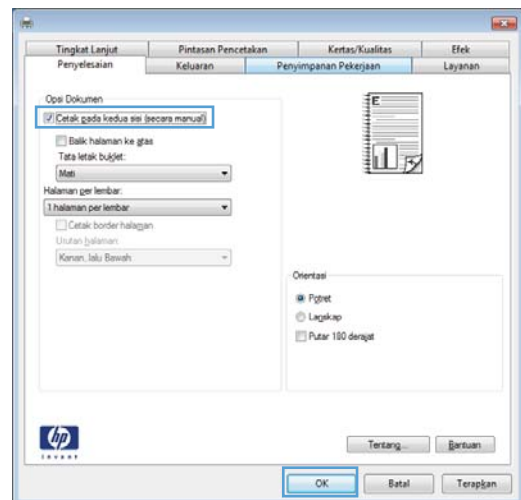 Tingkat Lanjut Pintasan Pencetakan Kertas/Kualitas Efek
Penyelesaian Keluaran Penyimpanan Pekerjaan Layanan
Opsi Dokumen
Cetak pada kedua sisi (secara manual)
Balik halaman ke atas
Tata letak buklet:
Mati
Halaman per lembar:
1 halaman per lembar
Cetak border halaman
Urutan halaman:
Kanan, lalu Bawah
E
Orientasi
Potret
Lanskap
Putar 180 derajat
hp
invent
Tentang... Bantuan
OK Batal Terapkan